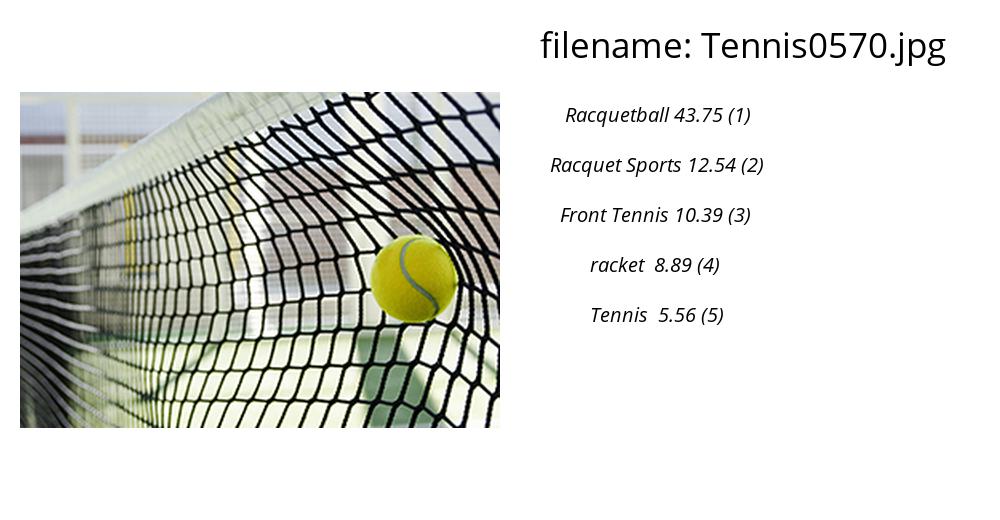 filename: Tennis0570.jpg
Racquetball 43.75 (1)
Racquet Sports 12.54 (2)
Front Tennis 10.39 (3)
racket 8.89 (4)
Tennis 5.56 (5)